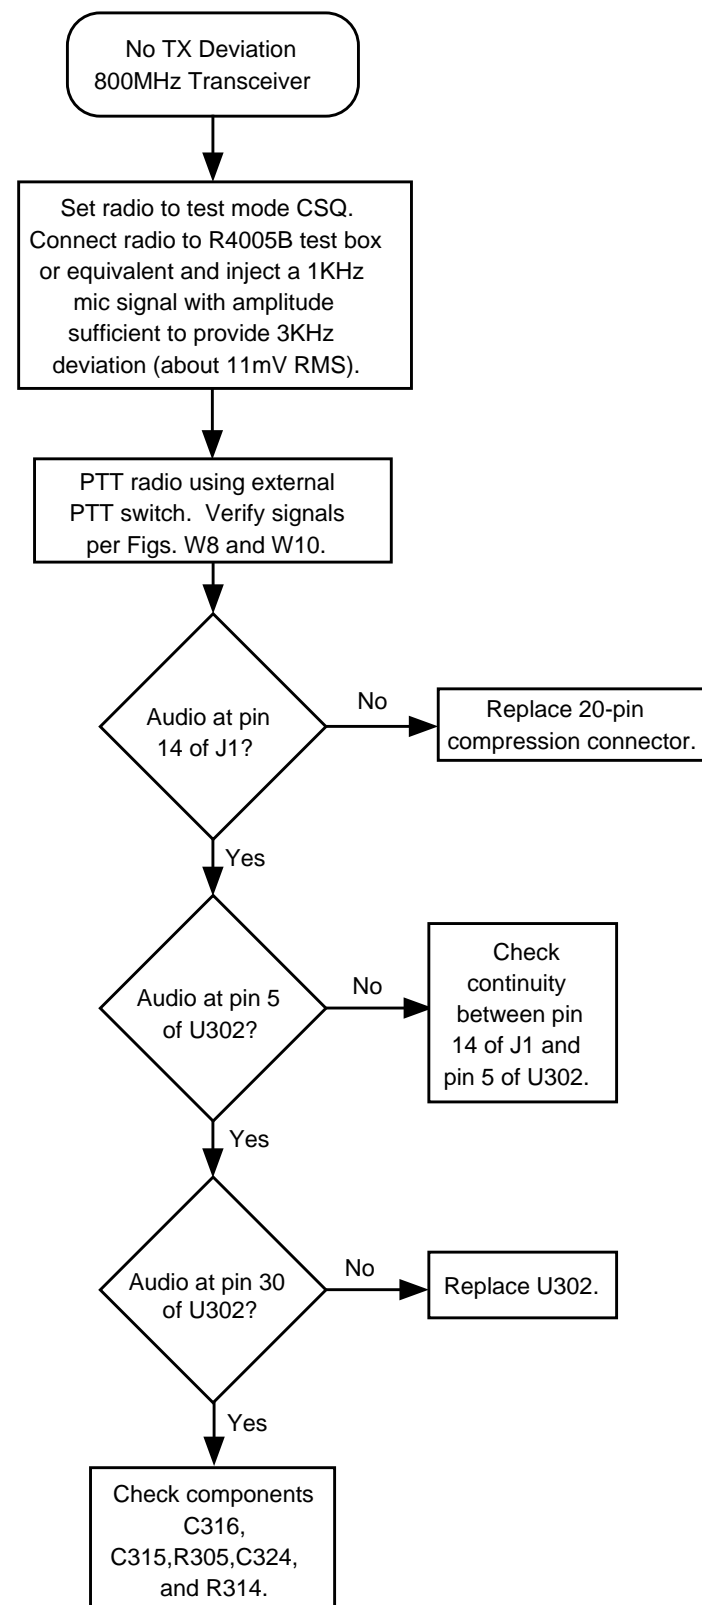 No TX Deviation
800MHz Transceiver
Set radio to test mode CSQ.
Connect radio to R4005B test box
or equivalent and inject a 1KHz
mic signal with amplitude
sufficient to provide 3KHz
deviation (about 11mV RMS).
PTT radio using external
PTT switch.  Verify signals
per Figs. W8 and W10.
Audio at pin
14 of J1?
No
Replace 20-pin
compression connector.
Yes
Audio at pin 5
of U302?
No
Check
continuity
between pin
14 of J1 and
pin 5 of U302.
Yes
Audio at pin 30
of U302?
No
Replace U302.
Yes
Check components
C316,
C315,R305,C324,
and R314.